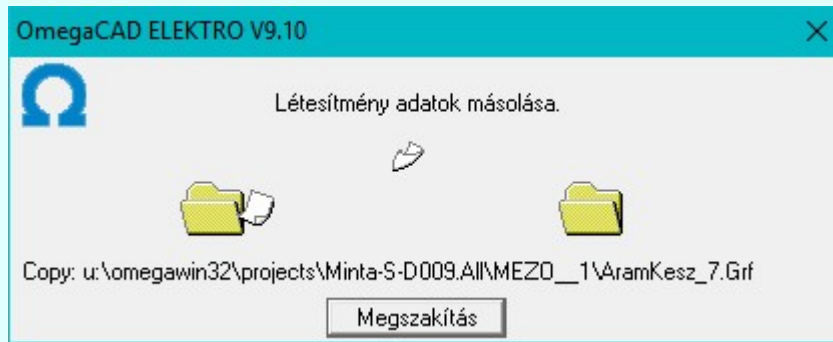 OmegaCAD ELEKTRO V9.10
Létesítmény adatok másolása.
Copy: u:\omegawin32\projects\Minta-S-D009.All\MEZO__1\AramKesz_7.Grf
Megszakítás